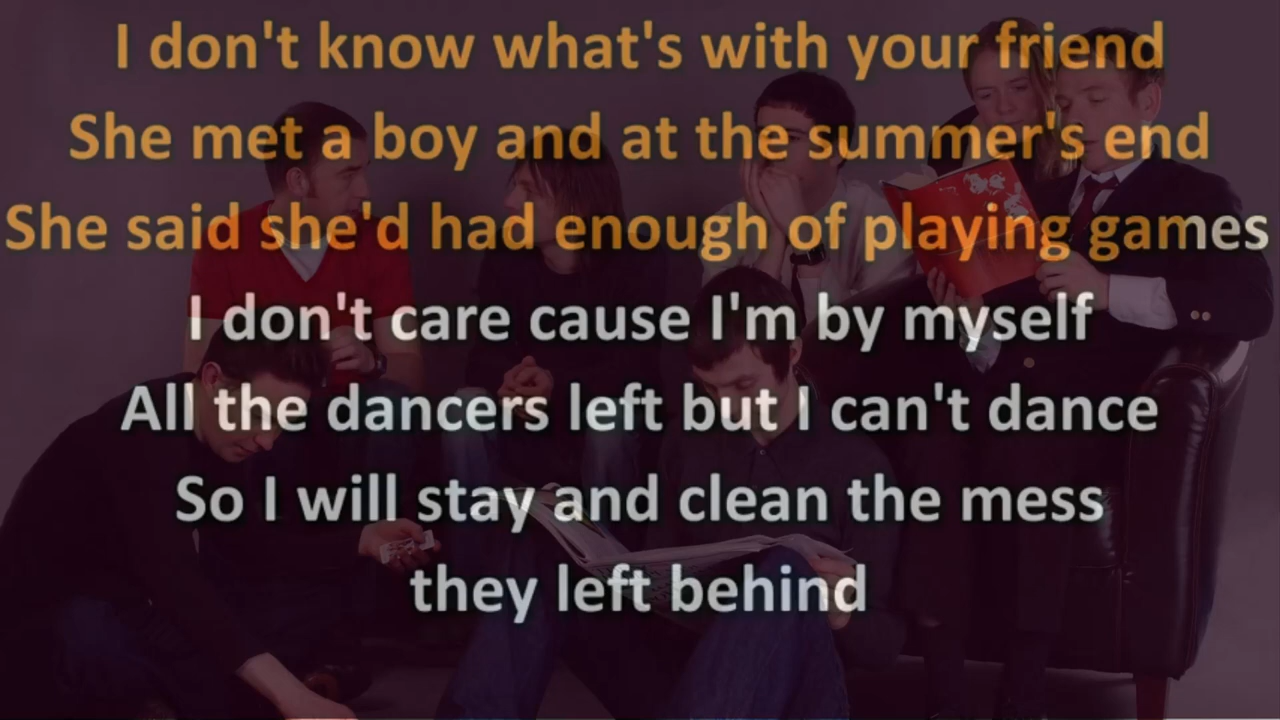 I don't know what's with your friend
She met a boy and at the summer's end
She said she'd had enough of playing games
I don't care cause I'm by myself
All the dancers left but I can't dance
So I will stay and clean the mess
they left behind